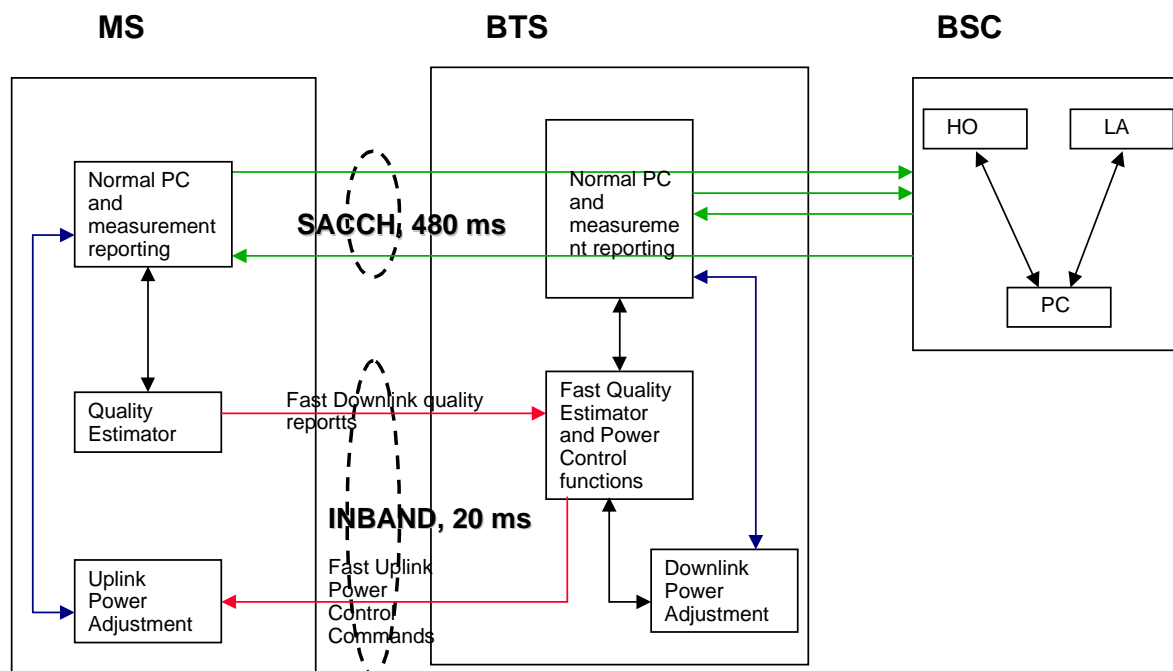 MS
BTS
BSC
HO
LA
PC
Normal PC
and
measurement
reporting
SACCH, 480 ms
Normal PC
and
measureme
nt reporting
Quality
Estimator
Fast Downlink quality
reportts
Fast Quality
Estimator
and Power
Control
functions
INBAND, 20 ms
Uplink
Power
Adjustment
Fast Uplink
Power
Control
Commands
Downlink
Power
Adjustment